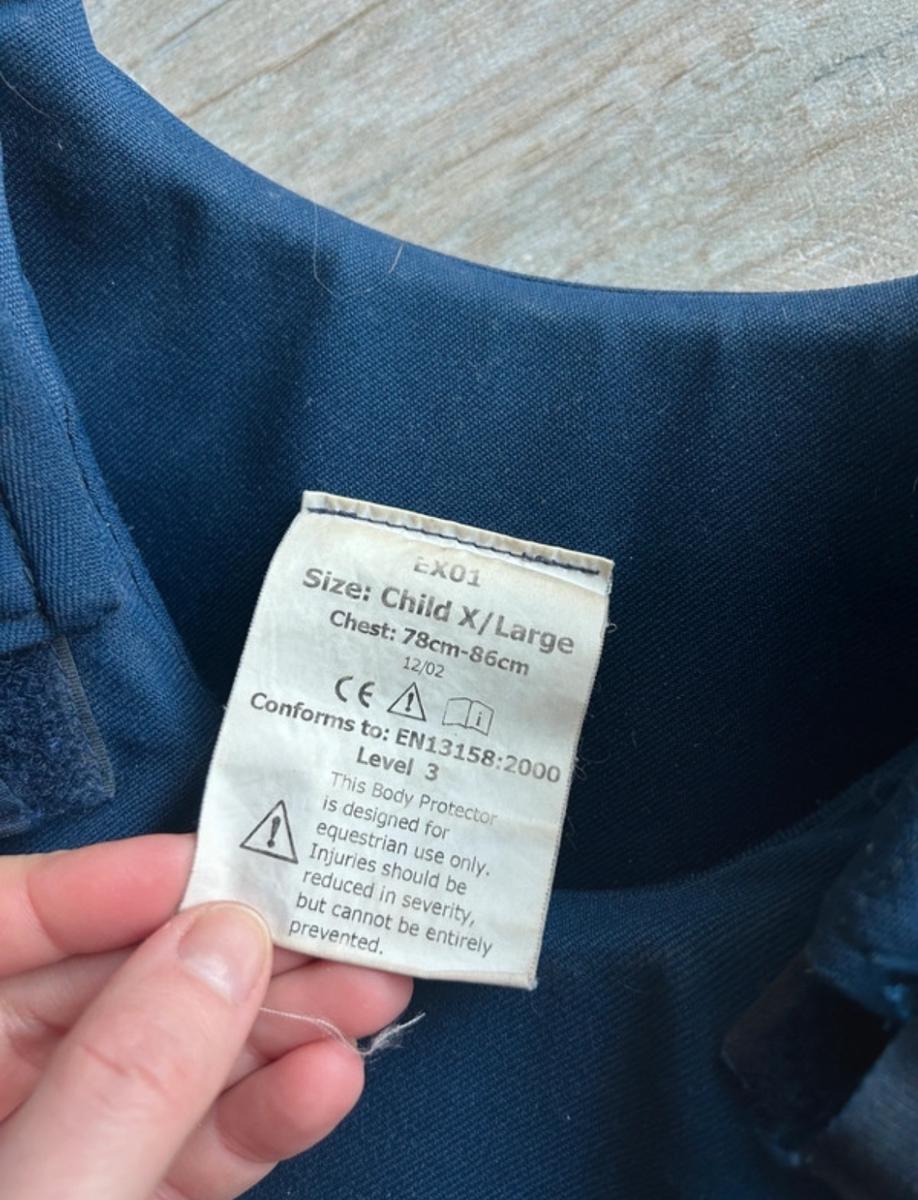 EX01
Size: Child X/Large
Chest: 78cm-86cm
12/02
CE
Conforms to: EN13158:2000
Level 3
This Body Protector
is designed for
equestrian use only.
Injuries should be
reduced in severity,
but cannot be entirely
prevented.